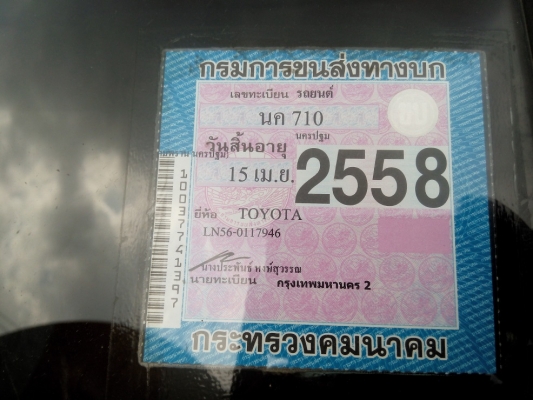 กรมการขนส่งทางบก
เลขทะเบียน รถยนต์
นค 710
นครปฐม
วันสิ้นอายุ
15 เม.ย. 2558
ยี่ห้อ TOYOTA
LN56-0117946
นายทะเบียน กรุงเทพมหานคร 2
กระทรวงคมนาคม
10037741397